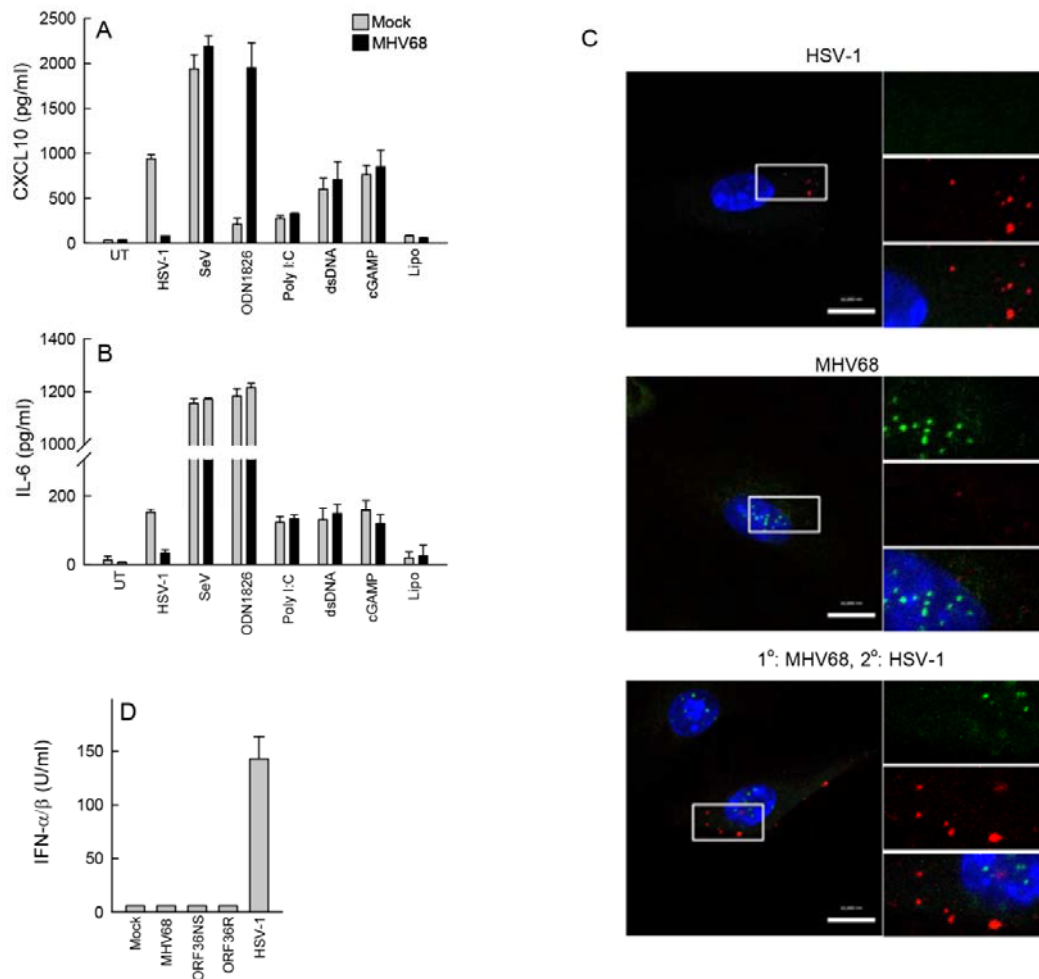 A
Mock
MHV68
CXCL10 (pg/ml)
2500
2000
1500
1000
500
0
UT
HSV-1
SeV
ODN1826
Poly I:C
dsDNA
cGAMP
Lipo
B
IL-6 (pg/ml)
1400
1200
1000
200
0
UT
HSV-1
SeV
ODN1826
Poly I:C
dsDNA
cGAMP
Lipo
C
HSV-1
MHV68
1°: MHV68, 2°: HSV-1
D
IFN-α/β (U/ml)
150
100
50
0
Mock
MHV68
ORF36NS
ORF36R
HSV-1